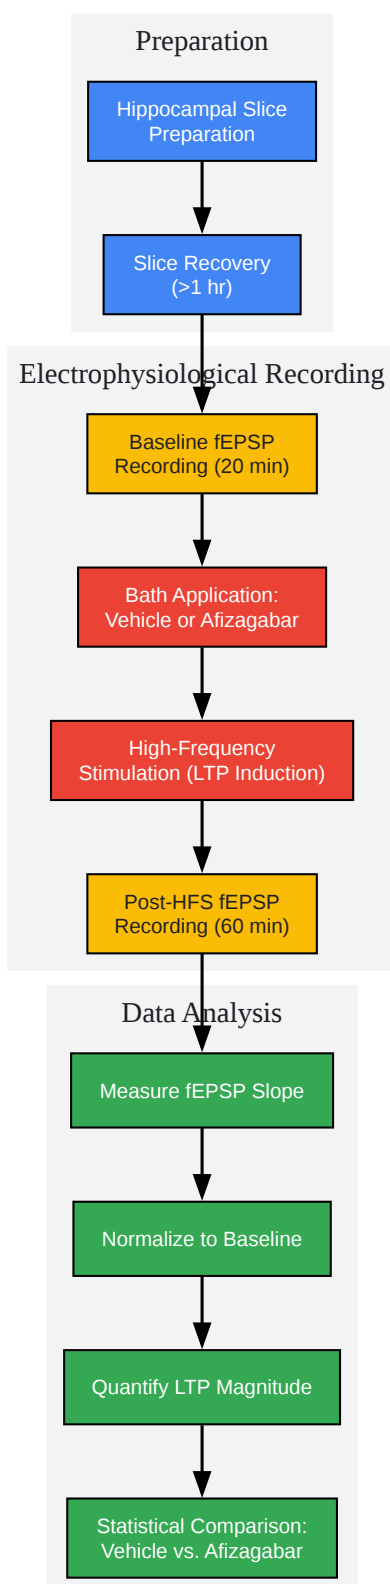 Preparation
Hippocampal Slice
Preparation
Slice Recovery
(>1 hr)
Electrophysiological Recording
Baseline fEPSP
Recording (20 min)
Bath Application:
Vehicle or Afizagabar
High-Frequency
Stimulation (LTP Induction)
Post-HFS fEPSP
Recording (60 min)
Data Analysis
Measure fEPSP Slope
Normalize to Baseline
Quantify LTP Magnitude
Statistical Comparison:
Vehicle vs. Afizagabar